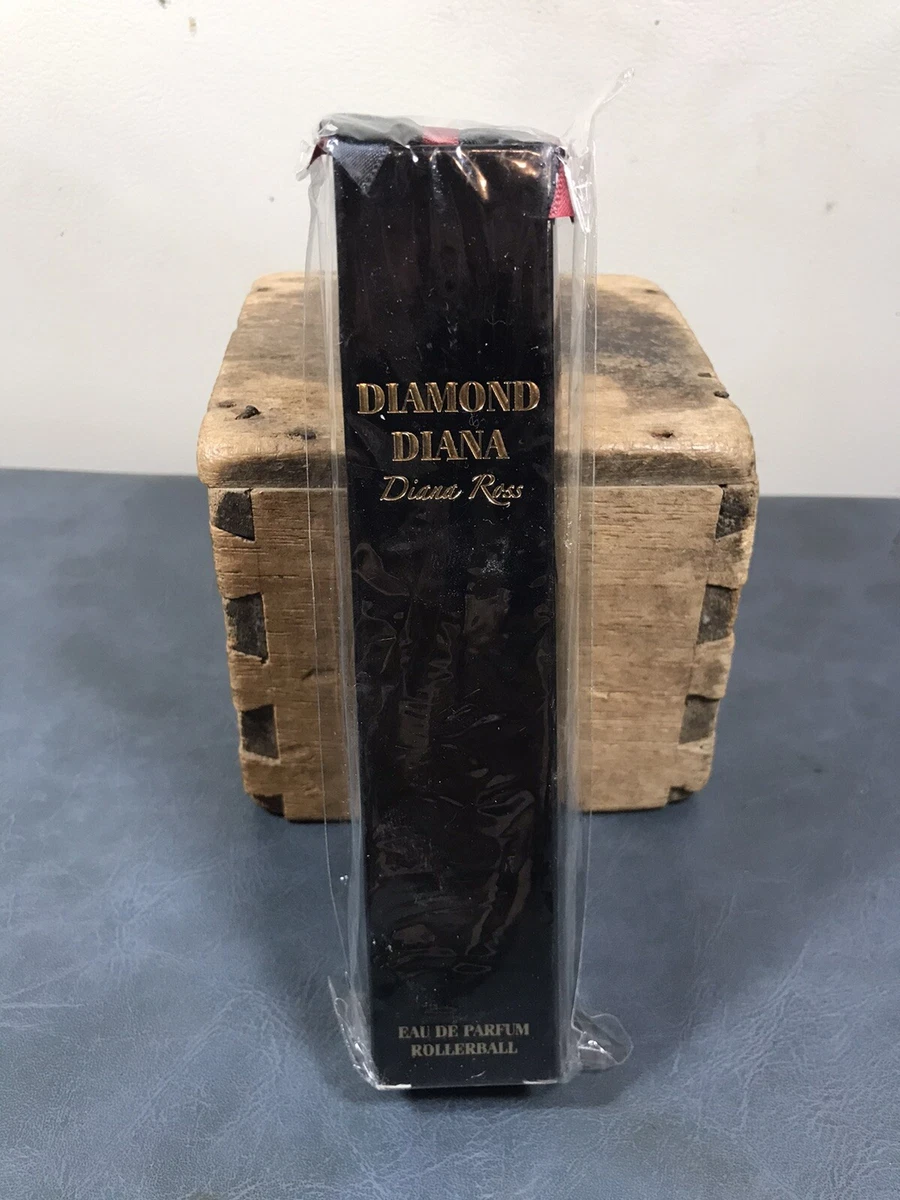 DIAMOND
DIANA
Diana Ross
EAU DE PARFUM
ROLLERBALL